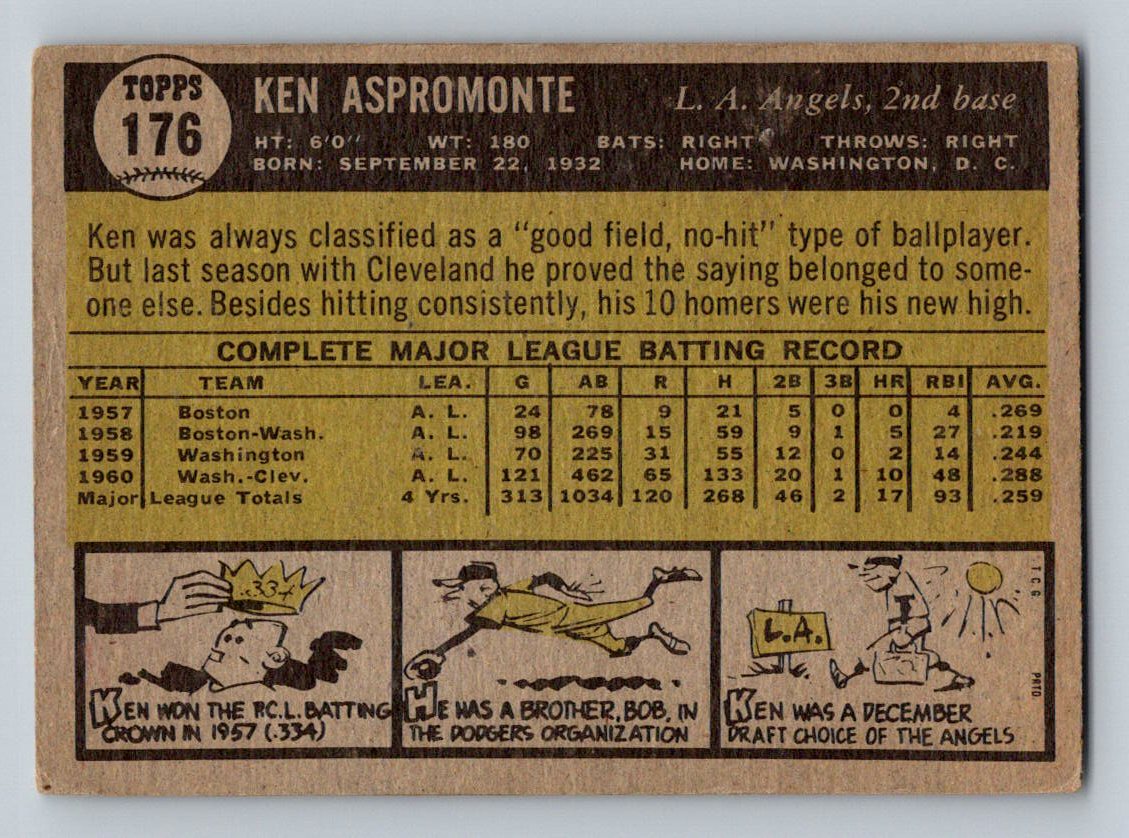 TOPPS
176
KEN ASPROMONTE
L. A. Angels, 2nd base
HT: 6'0" WT: 180 BATS: RIGHT THROWS: RIGHT
BORN: SEPTEMBER 22, 1932 HOME: WASHINGTON, D. C.
Ken was always classified as a "good field, no-hit" type of ballplayer.
But last season with Cleveland he proved the saying belonged to some-
one else. Besides hitting consistently, his 10 homers were his new high.
COMPLETE MAJOR LEAGUE BATTING RECORD
YEAR TEAM LEA. G AB R H 2B 3B HR RBI AVG.
1957 Boston A. L. 24 78 9 21 5 0 0 4 .269
1958 Boston-Wash. A. L. 98 269 15 59 9 1 5 27 .219
1959 Washington A. L. 70 225 31 55 12 0 2 14 .244
1960 Wash.-Clev. A. L. 121 462 65 133 20 1 10 48 .288
Major League Totals 4 Yrs. 313 1034 120 268 46 2 17 93 .259
.334
KEN WON THE P.C.L. BATTING
CROWN IN 1957 (.334)
HE HAS A BROTHER, BOB, IN
THE DODGERS ORGANIZATION
L.A.
KEN WAS A DECEMBER
DRAFT CHOICE OF THE ANGELS
T. C. G.
PRTD